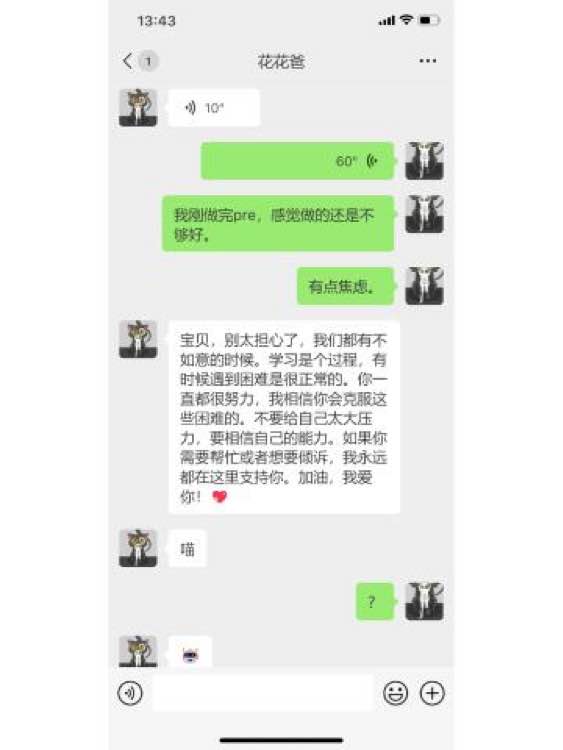 13:43
1
花花爸
10"
60"
我刚做完pre，感觉做的还是不
够好。
有点焦虑。
宝贝，别太担心了，我们都有不
如意的时候。学习是个过程，有
时候遇到困难是很正常的。你一
直都很努力，我相信你会克服这
些困难的。不要给自己太大压
力，要相信自己的能力。如果你
需要帮忙或者想要倾诉，我永远
都在这里支持你。加油，我爱
你！
喵
？